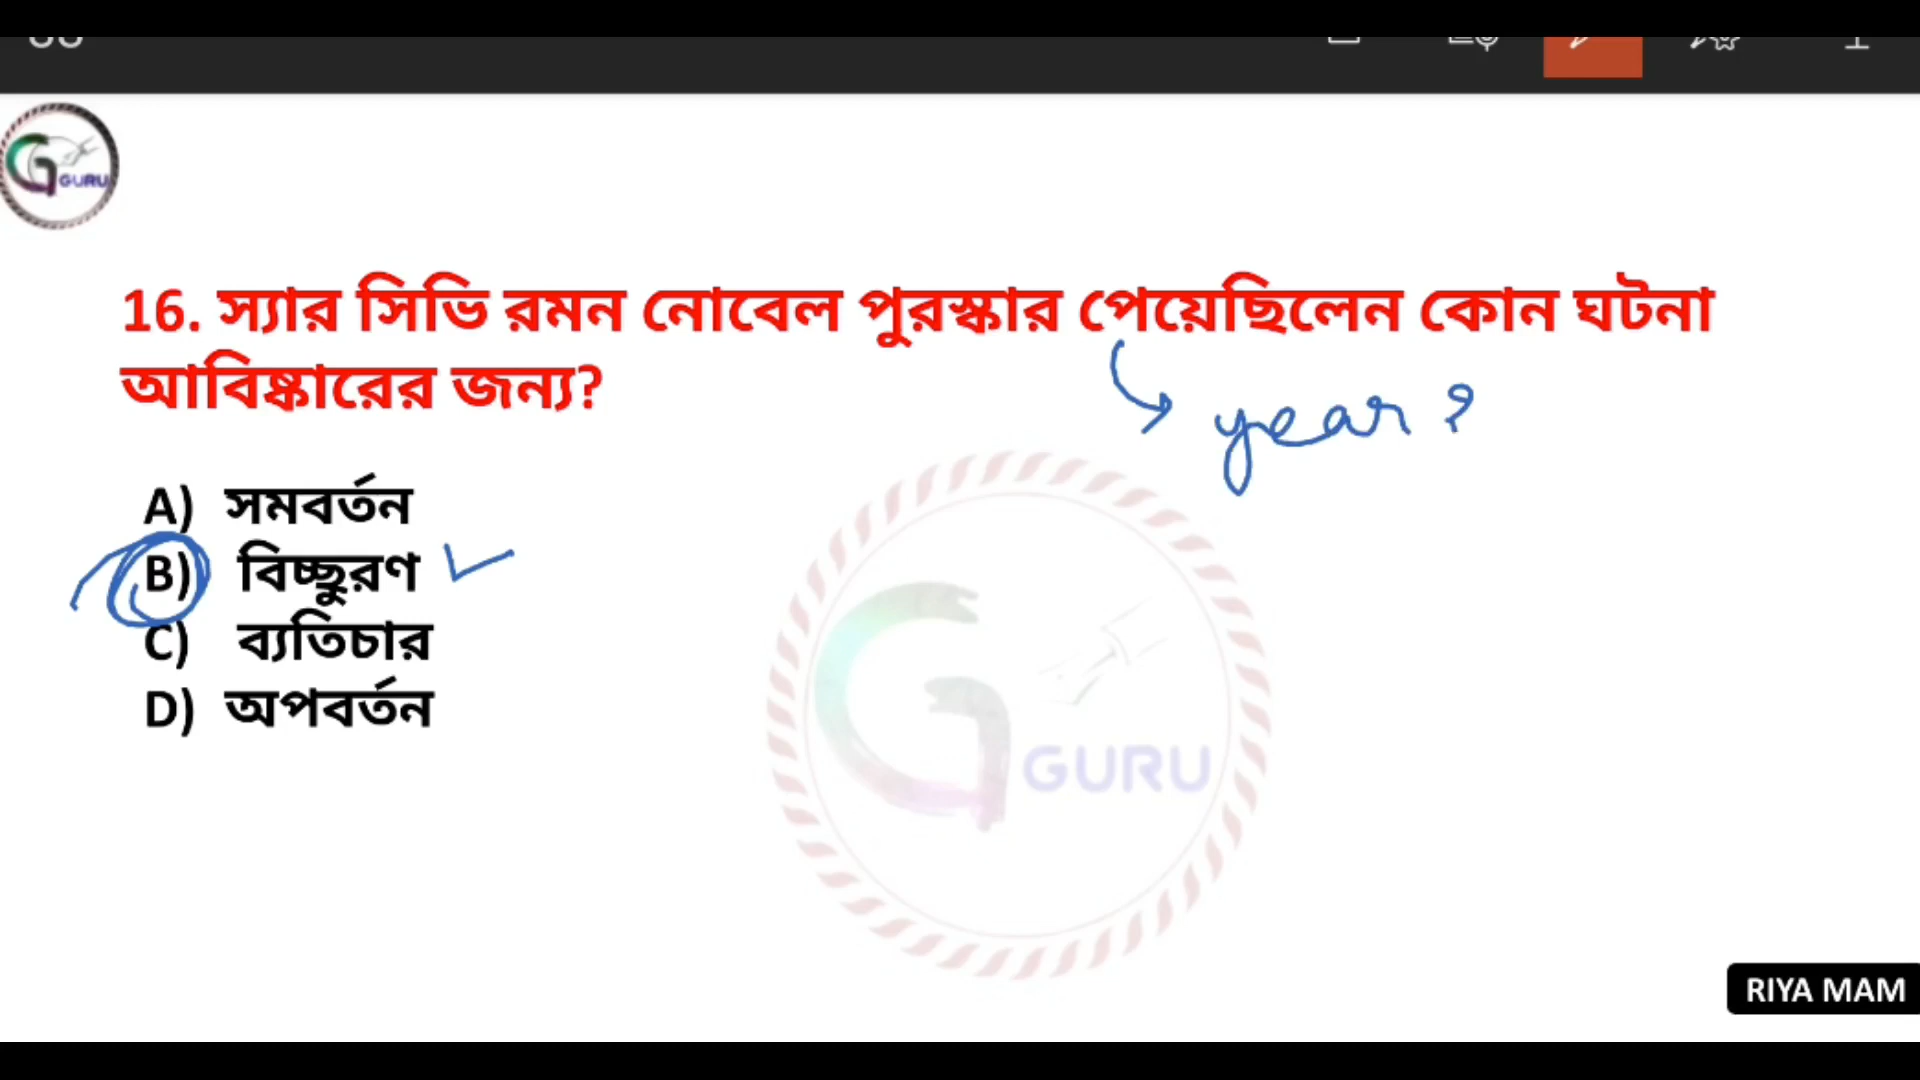 GURU
16. স্যার সিভি রমন নোবেল পুরস্কার পেয়েছিলেন কোন ঘটনা
আবিষ্কারের জন্য?
year ?
A) সমবর্তন
B) বিচ্ছুরণ
C) ব্যতিচার
D) অপবর্তন
GURU
RIYA MAM